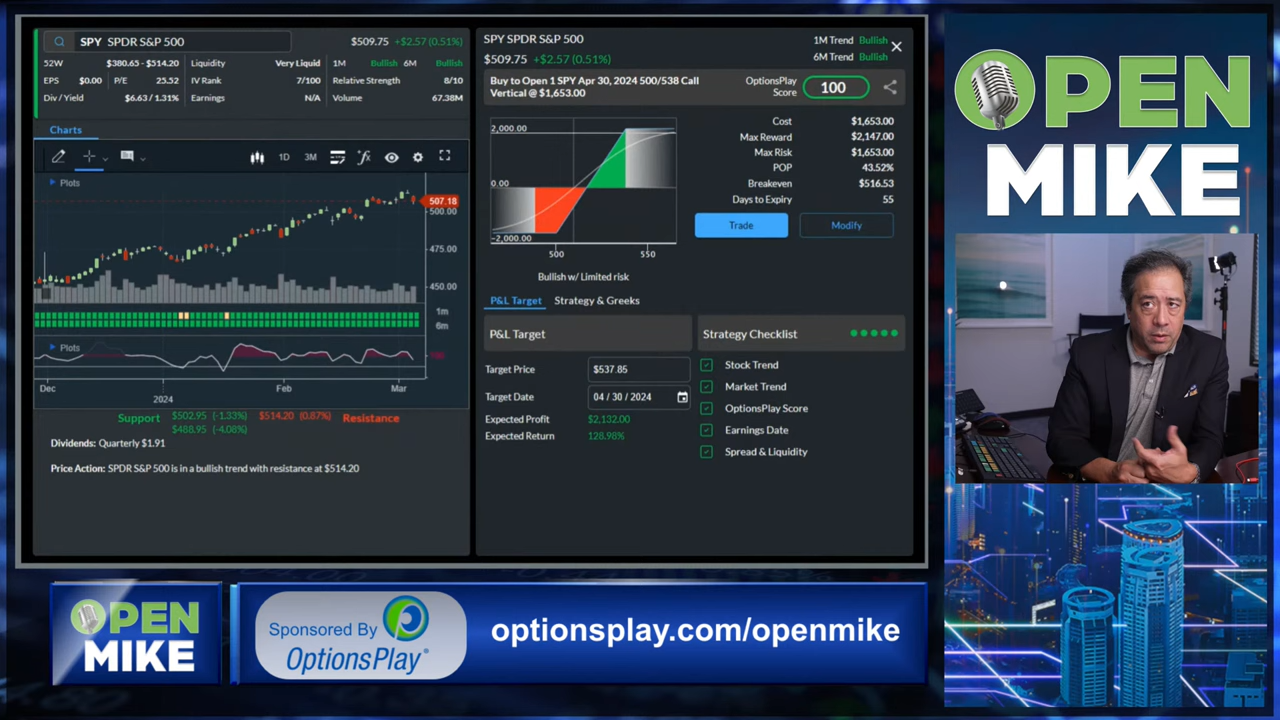 SPY SPDR S&P 500
$509.75 +$2.57 (0.51%)
52W $380.65 - $514.20 Liquidity Very Liquid 1M Bullish 6M Bullish
EPS $0.00 P/E 23.52 IV Rank 7/100 Relative Strength 8/10
Div / Yield $6.63 / 1.31% Earnings N/A Volume 67.38M
Charts
1D 3M
Plots
507.18
500.00
475.00
450.00
1m
6m
Plots
Dec 2024 Feb Mar
Support $502.95 (-1.33%) $514.20 (0.87%) Resistance
$488.95 (-4.08%)
Dividends: Quarterly $1.91
Price Action: SPDR S&P 500 is in a bullish trend with resistance at $514.20
SPY SPDR S&P 500
$509.75 +$2.57 (0.51%)
1M Trend Bullish
6M Trend Bullish
Buy to Open 1 SPY Apr 30, 2024 500/538 Call
Vertical @ $1,653.00
OptionsPlay
Score
100
2,000.00
0.00
-2,000.00
500 550
Bullish w/ Limited risk
Cost $1,653.00
Max Reward $2,147.00
Max Risk $1,653.00
POP 43.52%
Breakeven $516.53
Days to Expiry 55
Trade Modify
P&L Target Strategy & Greeks
P&L Target
Target Price $537.85
Target Date 04 / 30 / 2024
Expected Profit $2,132.00
Expected Return 128.98%
Strategy Checklist
Stock Trend
Market Trend
OptionsPlay Score
Earnings Date
Spread & Liquidity
OPEN
MIKE
OPEN
MIKE
Sponsored By
OptionsPlay®
optionsplay.com/openmike